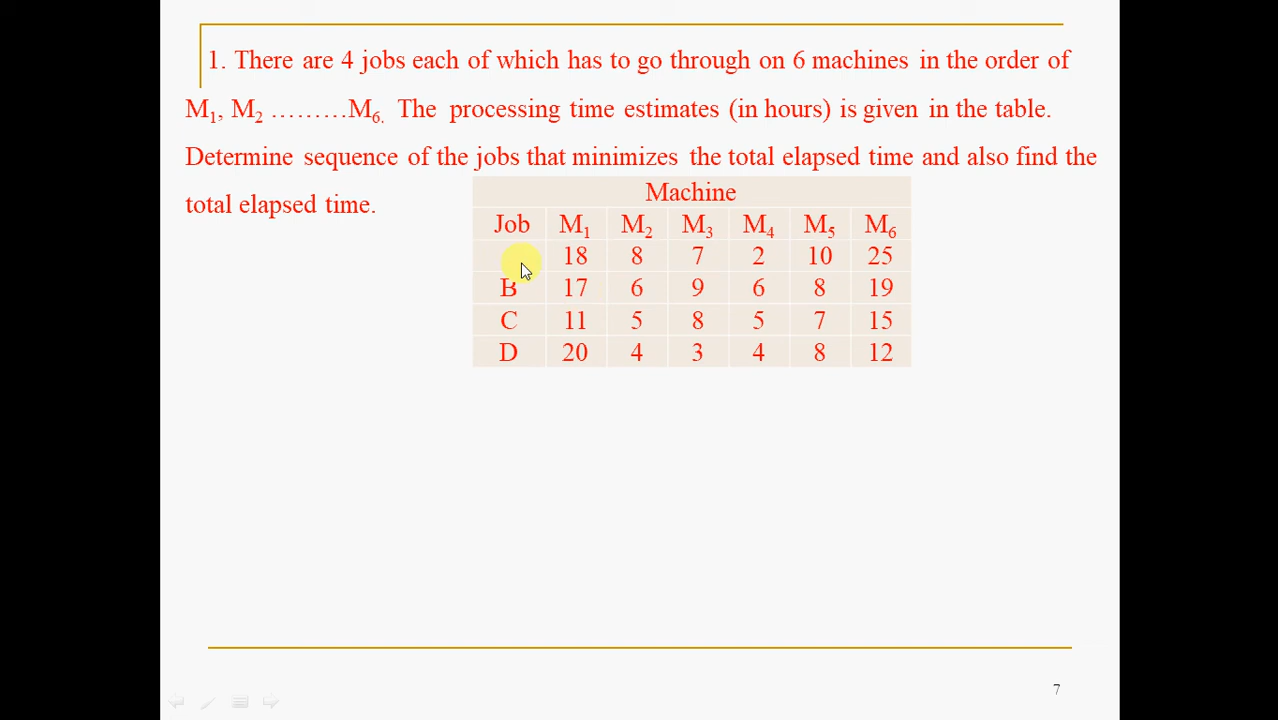 1. There are 4 jobs each of which has to go through on 6 machines in the order of
M1, M2 ………M6. The processing time estimates (in hours) is given in the table.
Determine sequence of the jobs that minimizes the total elapsed time and also find the
total elapsed time.
Machine
Job M1 M2 M3 M4 M5 M6
18 8 7 2 10 25
B 17 6 9 6 8 19
C 11 5 8 5 7 15
D 20 4 3 4 8 12
7